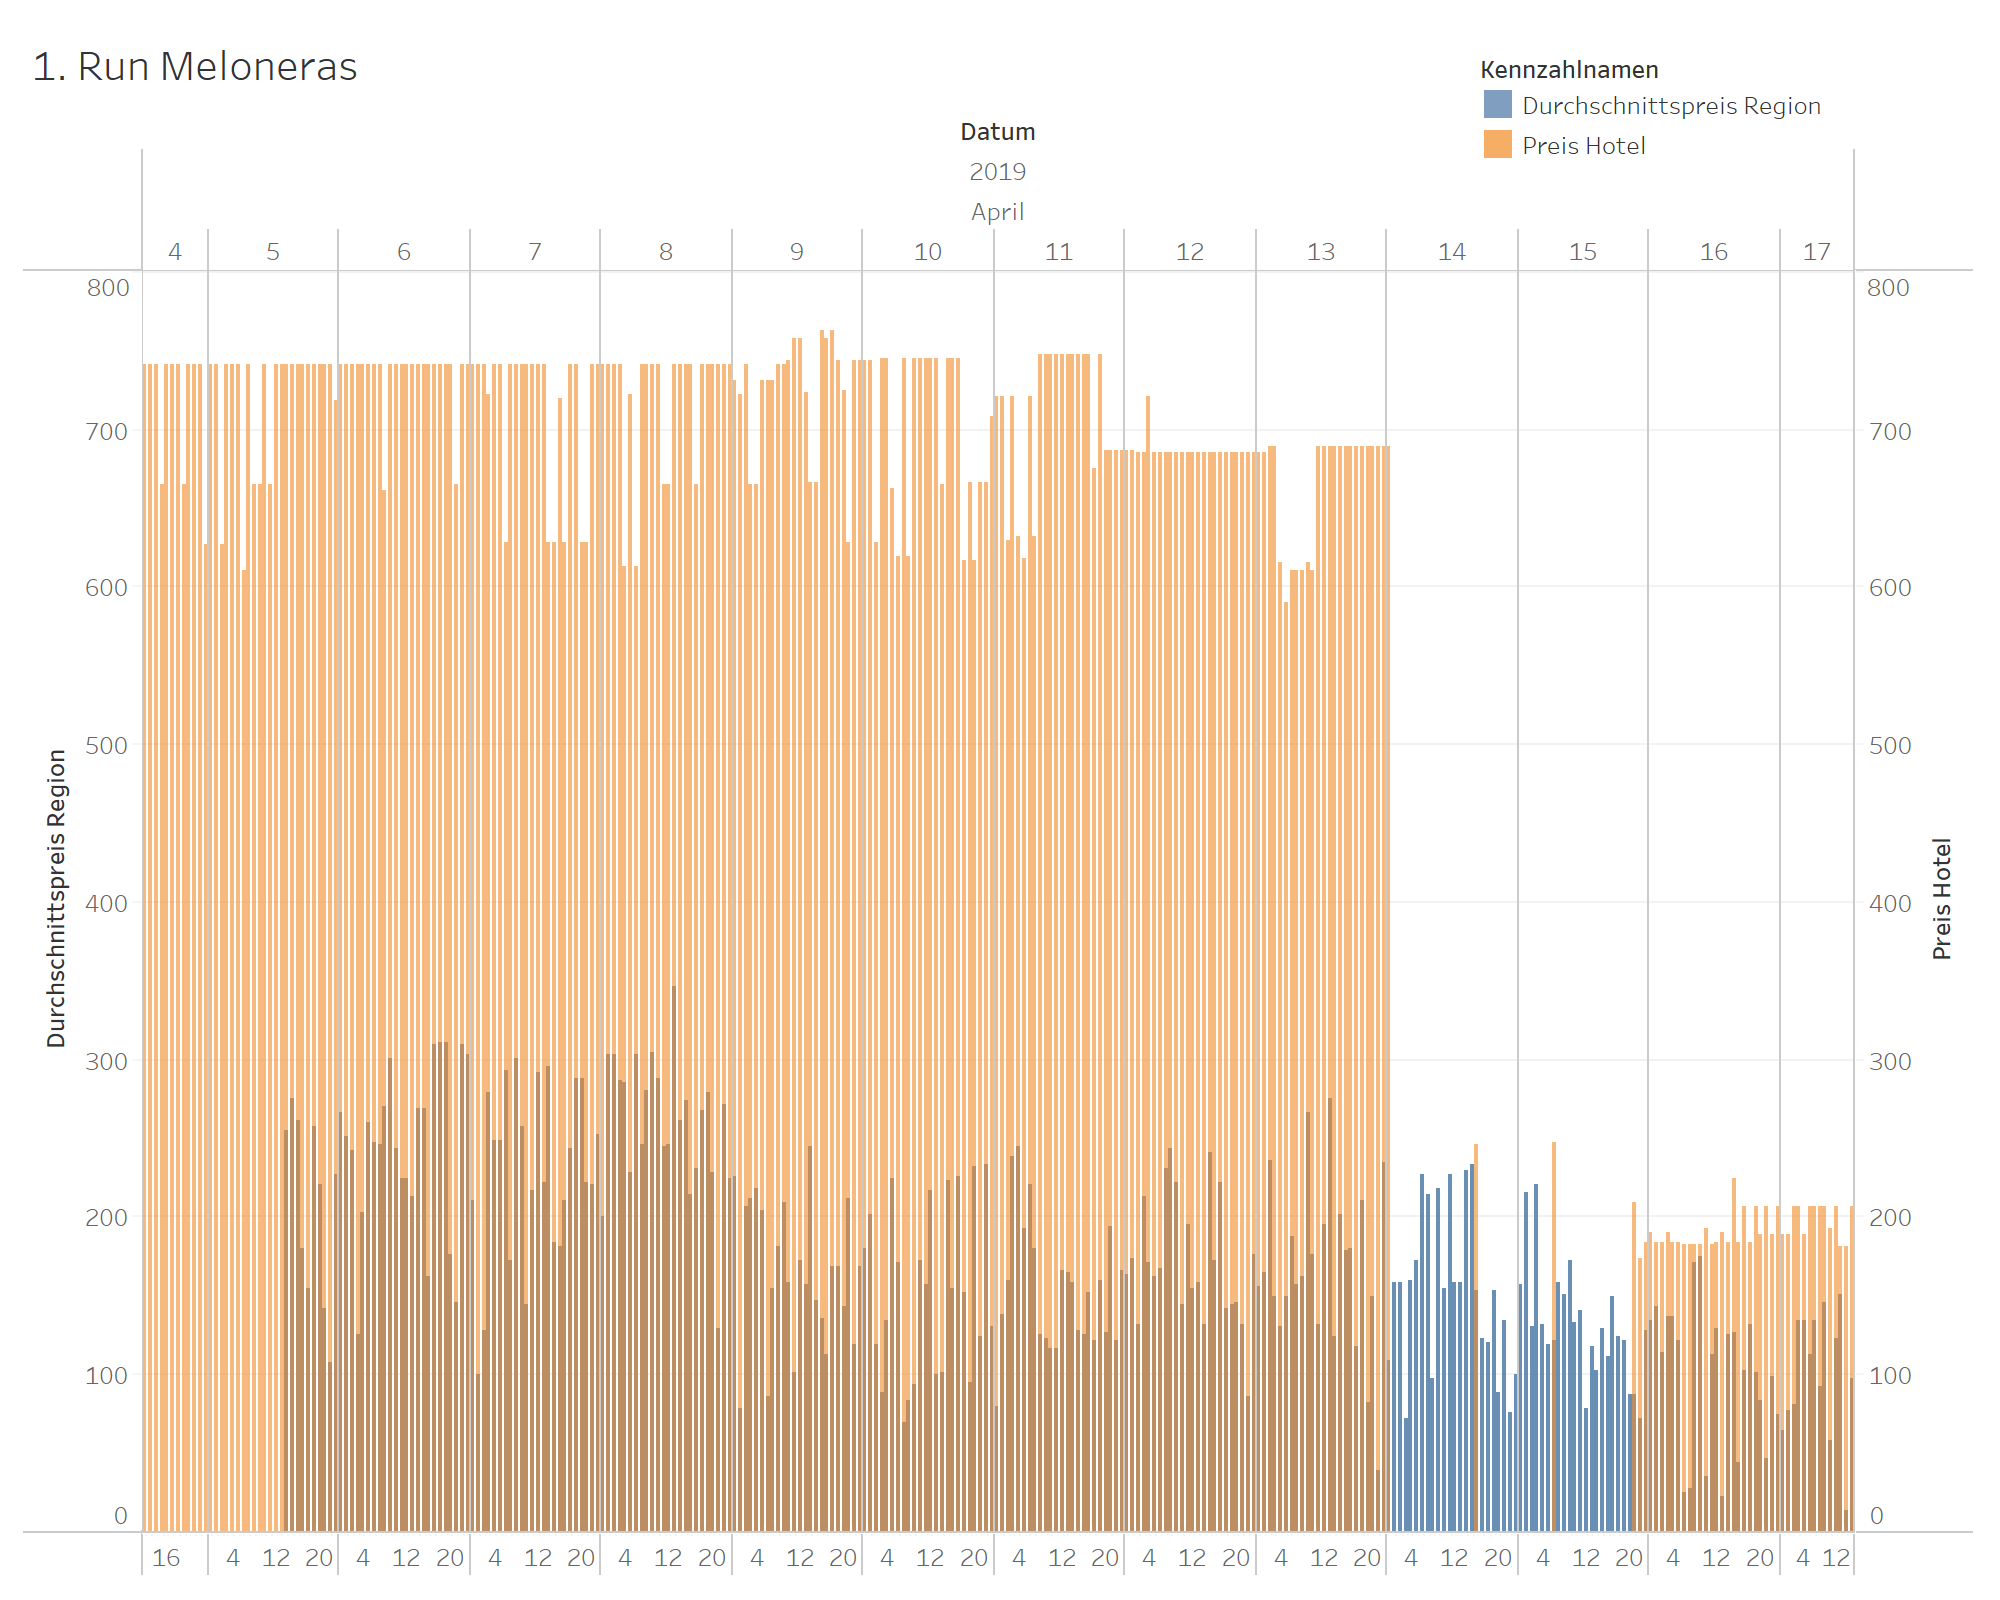 1. Run Meloneras
Kennzahlnamen
Durchschnittspreis Region
Preis Hotel
Datum
2019
April
4 5 6 7 8 9 10 11 12 13 14 15 16 17
800 800
700 700
600 600
500 500
400 400
300 300
200 200
100 100
0 0
Durchschnittspreis Region
Preis Hotel
16 4 12 20 4 12 20 4 12 20 4 12 20 4 12 20 4 12 20 4 12 20 4 12 20 4 12 20 4 12 20 4 12 20 4 12 20 4 12